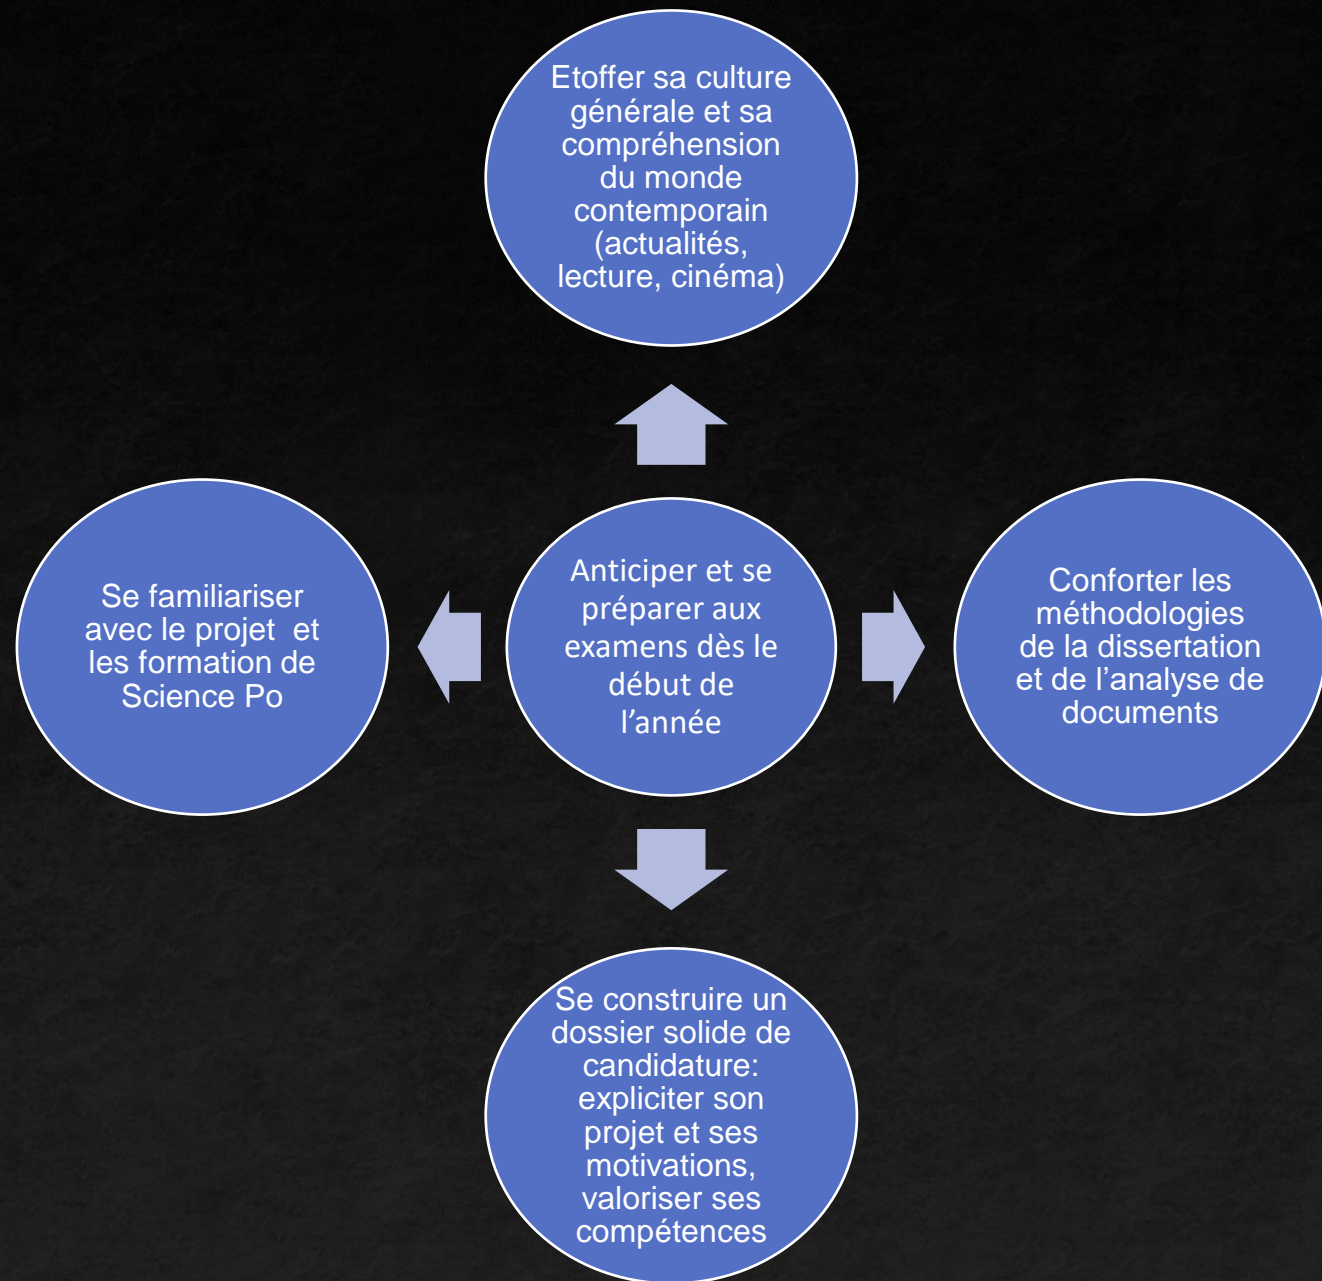 Etoffer sa culture
générale et sa
compréhension
du monde
contemporain
(actualités,
lecture, cinéma)
Se familiariser
avec le projet  et
les formation de
Science Po
Anticiper et se
préparer aux
examens dès le
début de
l’année
Conforter les
méthodologies
de la dissertation
et de l’analyse de
documents
Se construire un
dossier solide de
candidature:
expliciter son
projet et ses
motivations,
valoriser ses
compétences